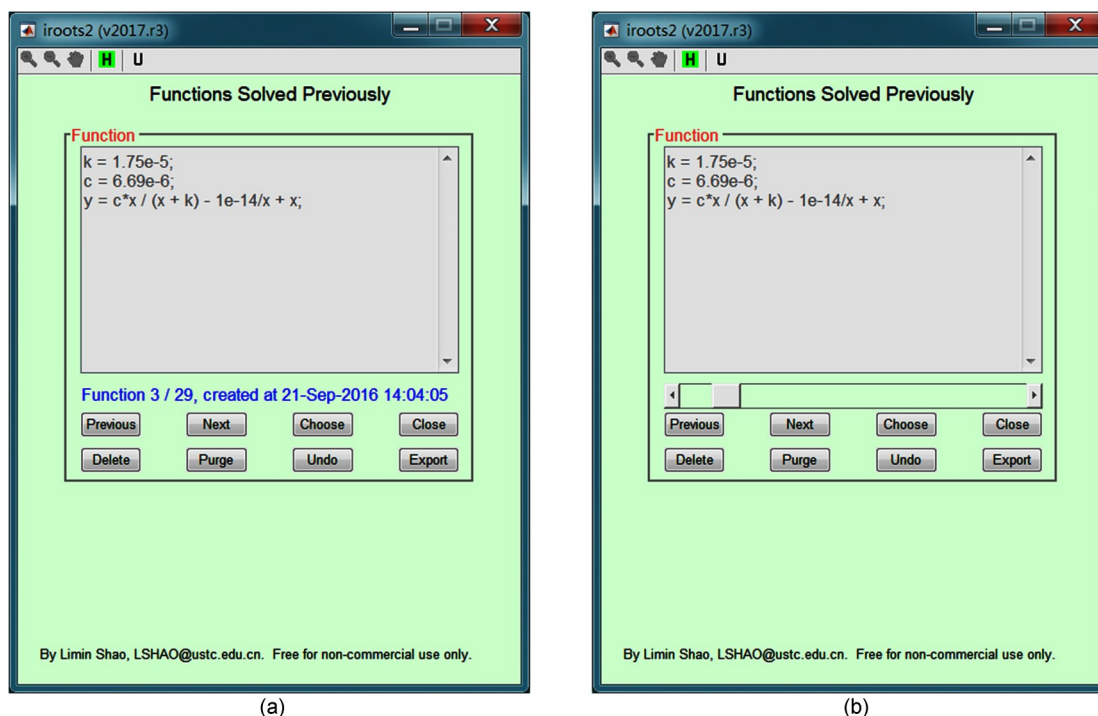 iroots2 (v2017.r3)
H U
Functions Solved Previously
Function
k = 1.75e-5;
c = 6.69e-6;
y = c*x / (x + k) - 1e-14/x + x;
Function 3 / 29, created at 21-Sep-2016 14:04:05
Previous Next Choose Close
Delete Purge Undo Export
By Limin Shao, LSHAO@ustc.edu.cn. Free for non-commercial use only.
(a)
iroots2 (v2017.r3)
H U
Functions Solved Previously
Function
k = 1.75e-5;
c = 6.69e-6;
y = c*x / (x + k) - 1e-14/x + x;
Previous Next Choose Close
Delete Purge Undo Export
By Limin Shao, LSHAO@ustc.edu.cn. Free for non-commercial use only.
(b)